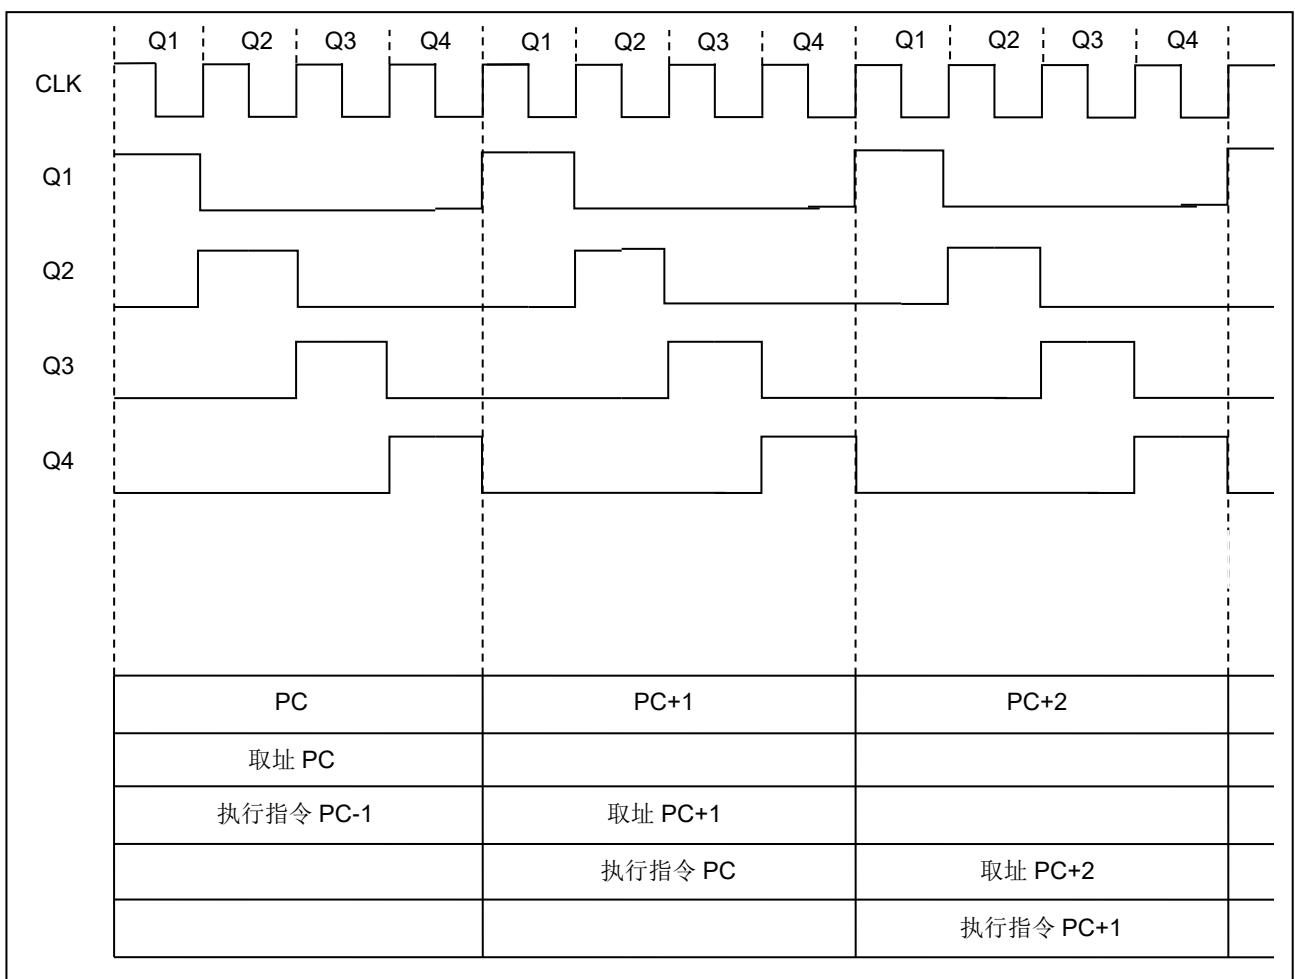 Q1 Q2 Q3 Q4 Q1 Q2 Q3 Q4 Q1 Q2 Q3 Q4
CLK
Q1
Q2
Q3
Q4
PC PC+1 PC+2
取址 PC
执行指令 PC-1 取址 PC+1
执行指令 PC 取址 PC+2
执行指令 PC+1